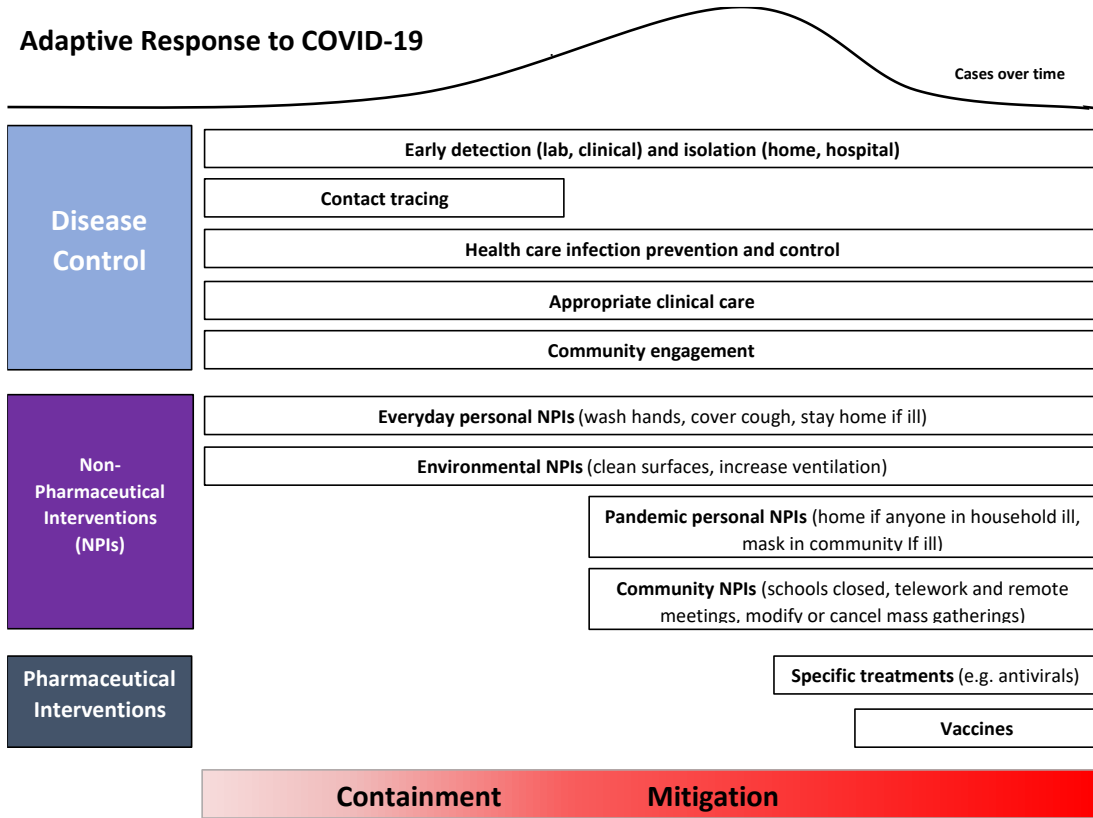 Adaptive Response to COVID-19
Cases over time
Disease
Control
Early detection (lab, clinical) and isolation (home, hospital)
Contact tracing
Health care infection prevention and control
Appropriate clinical care
Community engagement
Non-
Pharmaceutical
Interventions
(NPIs)
Everyday personal NPIs (wash hands, cover cough, stay home if ill)
Environmental NPIs (clean surfaces, increase ventilation)
Pandemic personal NPIs (home if anyone in household ill,
mask in community If ill)
Community NPIs (schools closed, telework and remote
meetings, modify or cancel mass gatherings)
Pharmaceutical
Interventions
Specific treatments (e.g. antivirals)
Vaccines
Containment
Mitigation